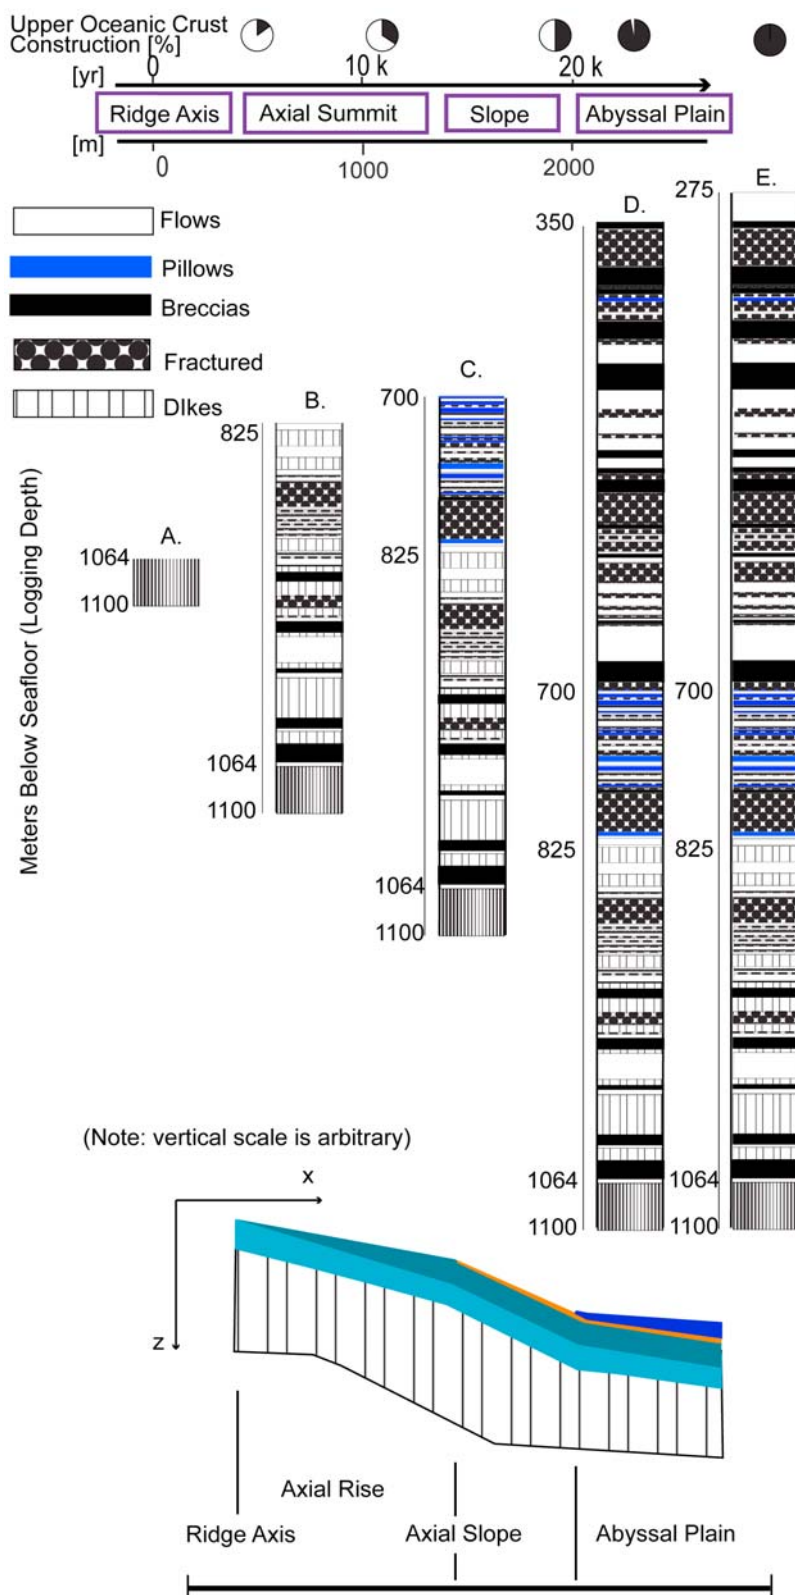 Upper Oceanic Crust
Construction [%]
0 10 k 20 k
[yr]
Ridge Axis Axial Summit Slope Abyssal Plain
[m]
0 1000 2000
275 E.
D.
350
Flows
Pillows
Breccias
Fractured
DIkes
C.
700
B.
825
Meters Below Seafloor (Logging Depth)
A.
1064
1100
825
700 700
1064
825 825
1100
1064
1100
(Note: vertical scale is arbitrary)
1064 1064
1100 1100
x
z
Axial Rise
Ridge Axis Axial Slope Abyssal Plain